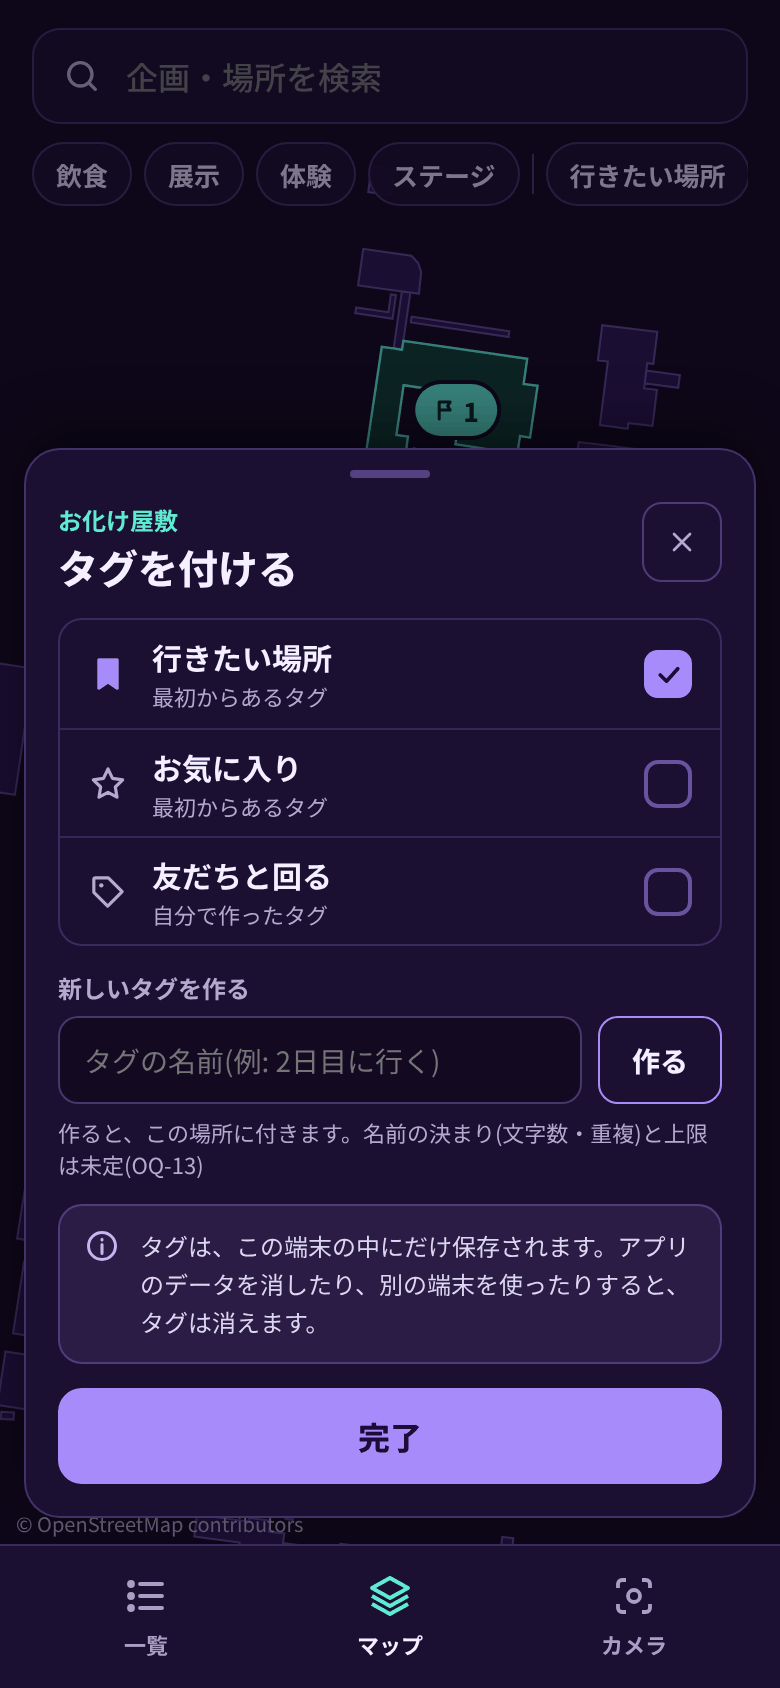 企画・場所を検索
飲食 展示 体験 ステージ 行きたい場所
1
お化け屋敷
タグを付ける
行きたい場所
最初からあるタグ
お気に入り
最初からあるタグ
友だちと回る
自分で作ったタグ
新しいタグを作る
タグの名前(例: 2日目に行く) 作る
作ると、この場所に付きます。名前の決まり(文字数・重複)と上限
は未定(OQ-13)
タグは、この端末の中にだけ保存されます。アプリ
のデータを消したり、別の端末を使ったりすると、
タグは消えます。
完了
© OpenStreetMap contributors
一覧 マップ カメラ